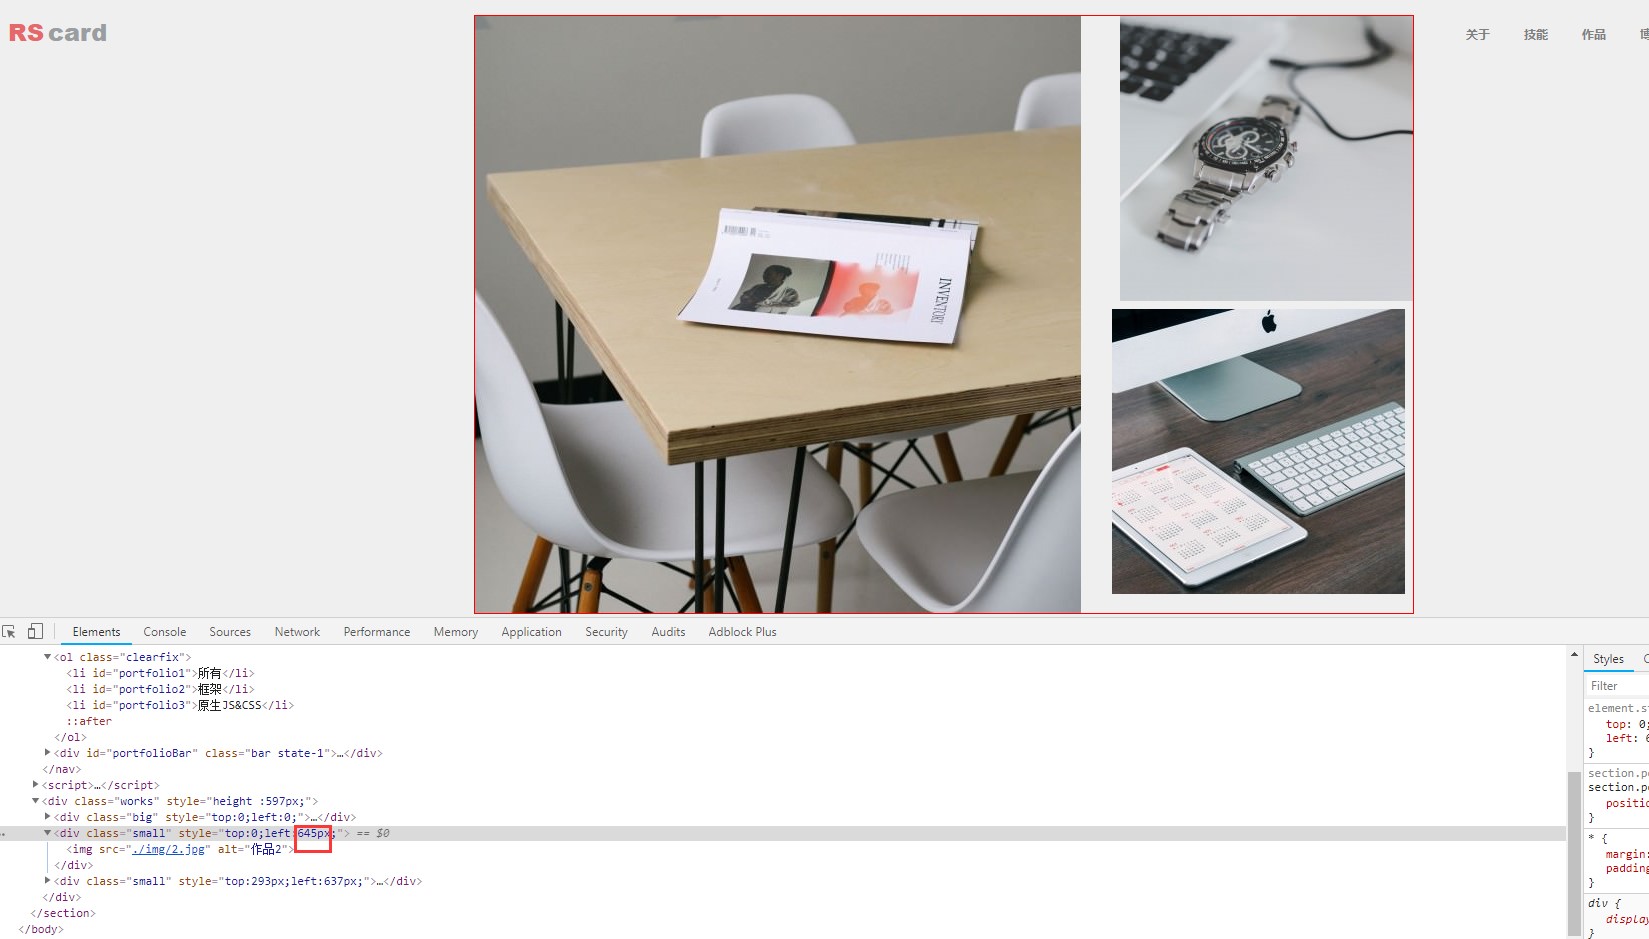 RS card
关于 技能 作品 博
INVENTORY
Elements Console Sources Network Performance Memory Application Security Audits Adblock Plus
▼<ol class="clearfix">
<li id="portfolio1">所有</li>
<li id="portfolio2">框架</li>
<li id="portfolio3">原生JS&CSS</li>
::after
</ol>
▶<div id="portfolioBar" class="bar state-1">…</div>
</nav>
▶<script>…</script>
▼<div class="works" style="height :597px;">
▶<div class="big" style="top:0;left:0;">…</div>
▼<div class="small" style="top:0;left:645px;"> == $0
<img src="./img/2.jpg" alt="作品2">
</div>
▶<div class="small" style="top:293px;left:637px;">…</div>
</div>
</section>
</body>
Styles C
Filter
element.s
top: 0;
left: 6
}
section.p
section.p
positio
}
* {
margin:
padding
}
div {
display
}